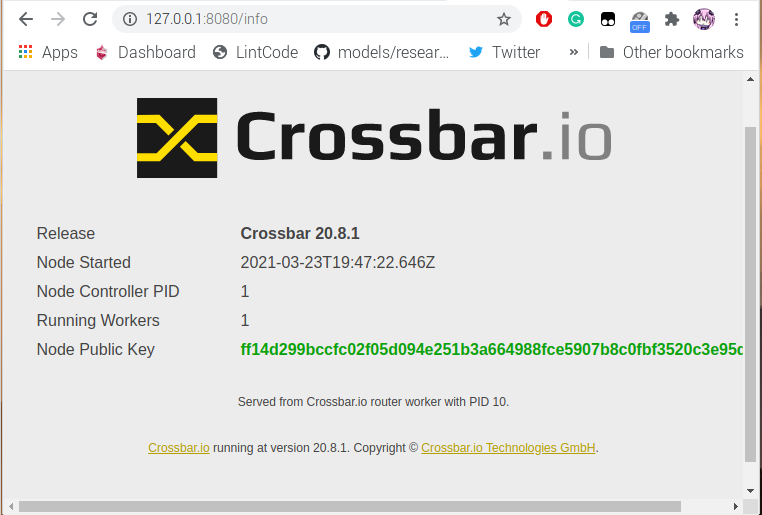 127.0.0.1:8080/info
OFF
Apps Dashboard LintCode models/resear... Twitter » Other bookmarks
Crossbar.io
Release Crossbar 20.8.1
Node Started 2021-03-23T19:47:22.646Z
Node Controller PID 1
Running Workers 1
Node Public Key ff14d299bccfc02f05d094e251b3a664988fce5907b8c0fbf3520c3e95c
Served from Crossbar.io router worker with PID 10.
Crossbar.io running at version 20.8.1. Copyright © Crossbar.io Technologies GmbH.